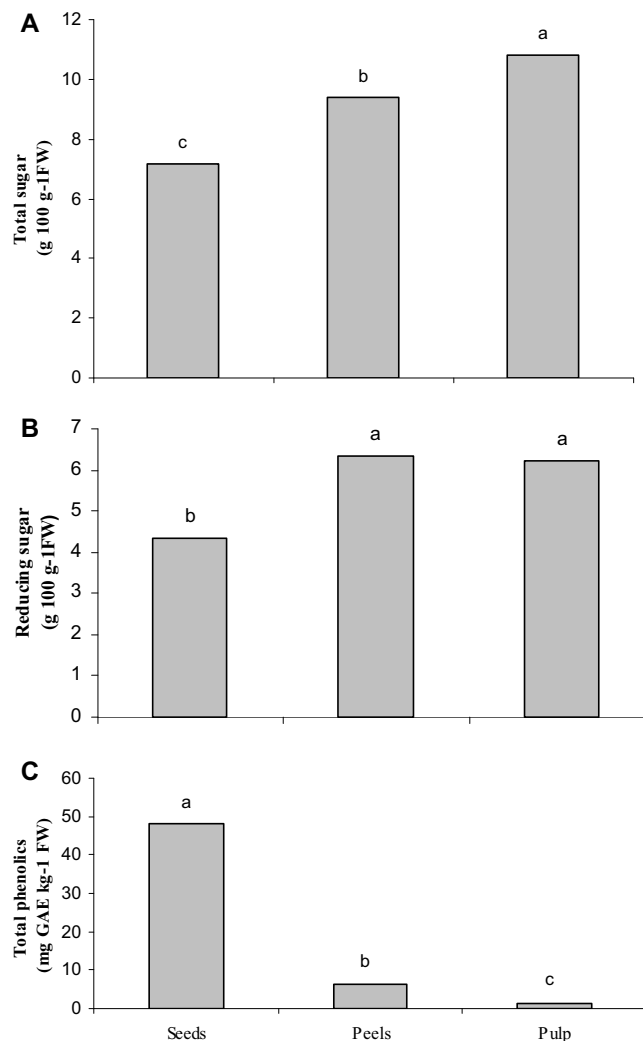 A
12
10
8
6
4
2
0
Total sugar
(g 100 g-1FW)
c
b
a
B
7
6
5
4
3
2
1
0
Reducing sugar
(g 100 g-1FW)
b
a
a
C
60
50
40
30
20
10
0
Total phenolics
(mg GAE kg-1 FW)
a
b
c
Seeds
Peels
Pulp